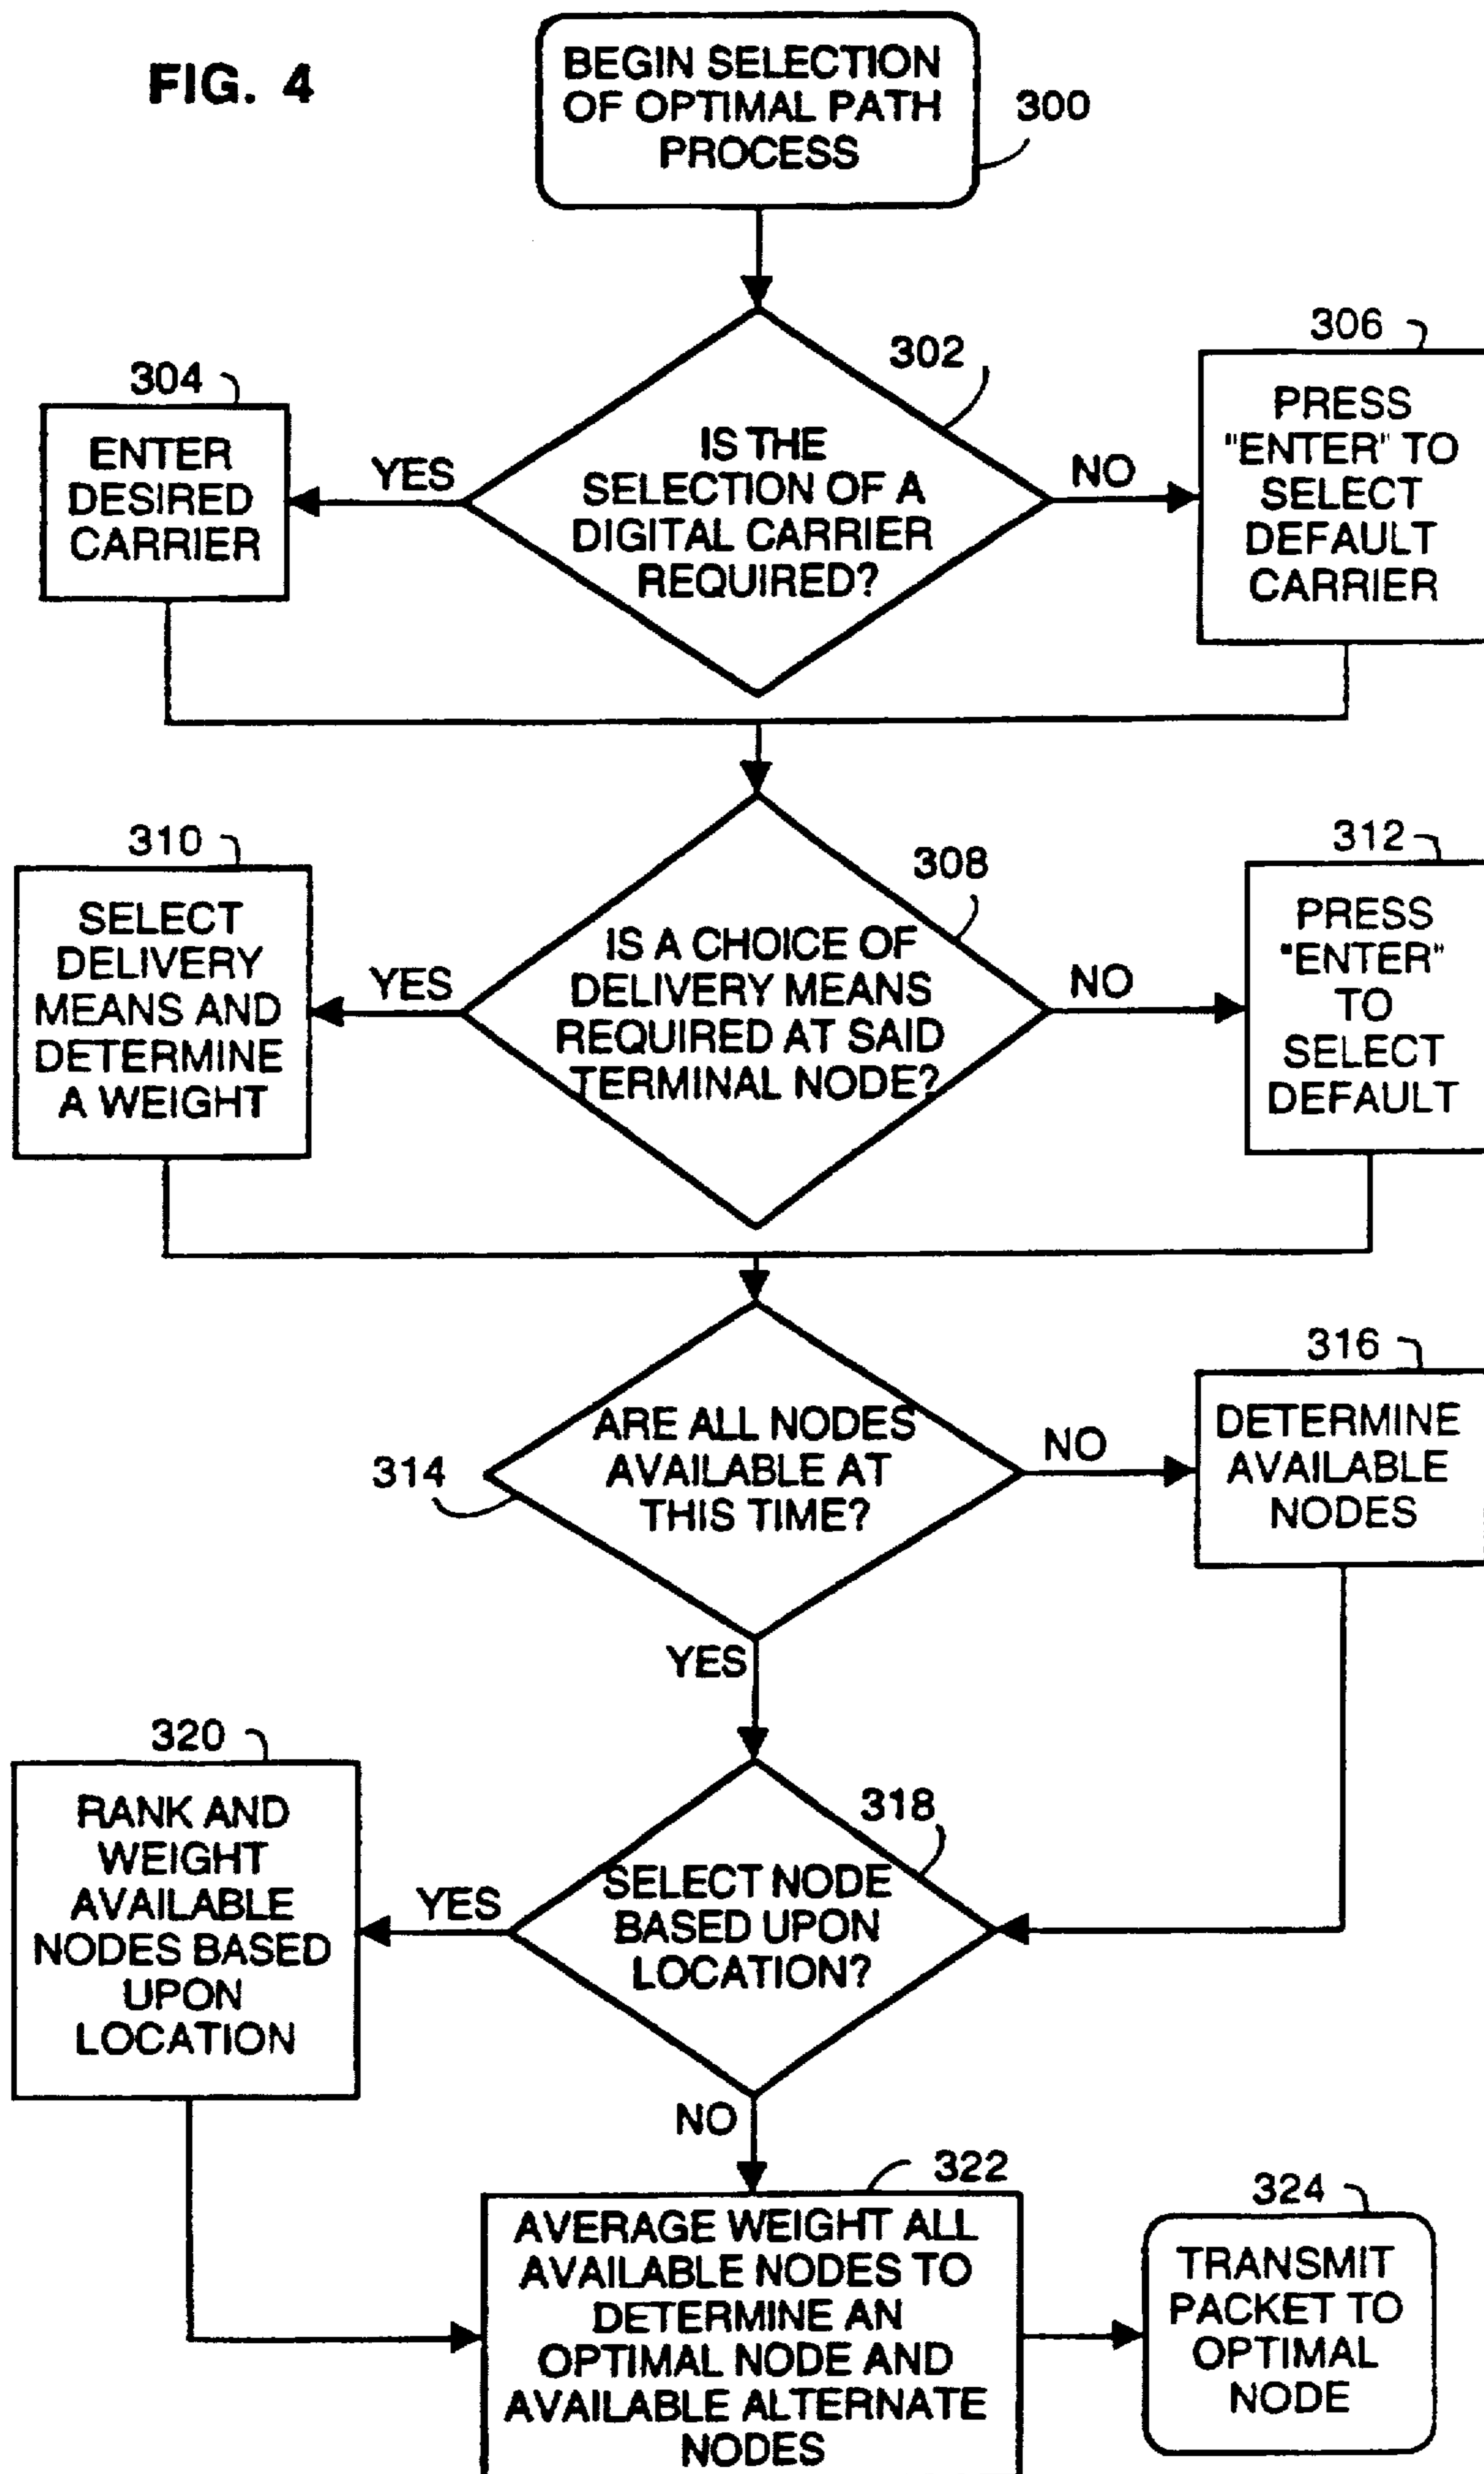 FIG. 4
BEGIN SELECTION
OF OPTIMAL PATH
PROCESS
300
302
IS THE
SELECTION OF A
DIGITAL CARRIER
REQUIRED?
YES
304
ENTER
DESIRED
CARRIER
NO
306
PRESS
"ENTER" TO
SELECT
DEFAULT
CARRIER
308
IS A CHOICE OF
DELIVERY MEANS
REQUIRED AT SAID
TERMINAL NODE?
YES
310
SELECT
DELIVERY
MEANS AND
DETERMINE
A WEIGHT
NO
312
PRESS
"ENTER"
TO
SELECT
DEFAULT
314
ARE ALL NODES
AVAILABLE AT
THIS TIME?
NO
316
DETERMINE
AVAILABLE
NODES
YES
318
SELECT NODE
BASED UPON
LOCATION?
YES
320
RANK AND
WEIGHT
AVAILABLE
NODES BASED
UPON
LOCATION
NO
322
AVERAGE WEIGHT ALL
AVAILABLE NODES TO
DETERMINE AN
OPTIMAL NODE AND
AVAILABLE ALTERNATE
NODES
324
TRANSMIT
PACKET TO
OPTIMAL
NODE